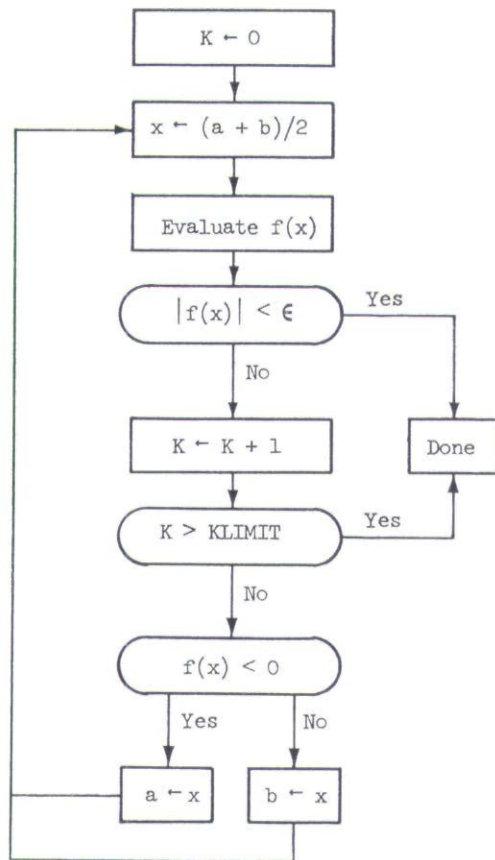 K ← 0
x ← (a + b)/2
Evaluate f(x)
|f(x)| < ϵ
Yes
No
K ← K + 1
Done
K > KLIMIT
Yes
No
f(x) < 0
Yes
No
a ← x
b ← x